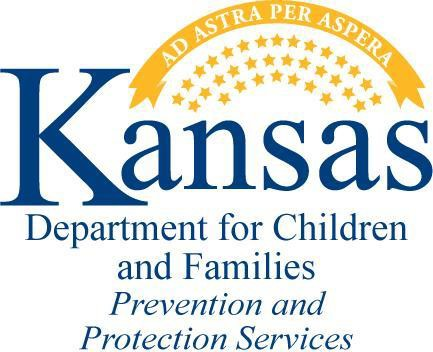 AD ASTRA PER ASPERA
Kansas
Department for Children
and Families
Prevention and
Protection Services